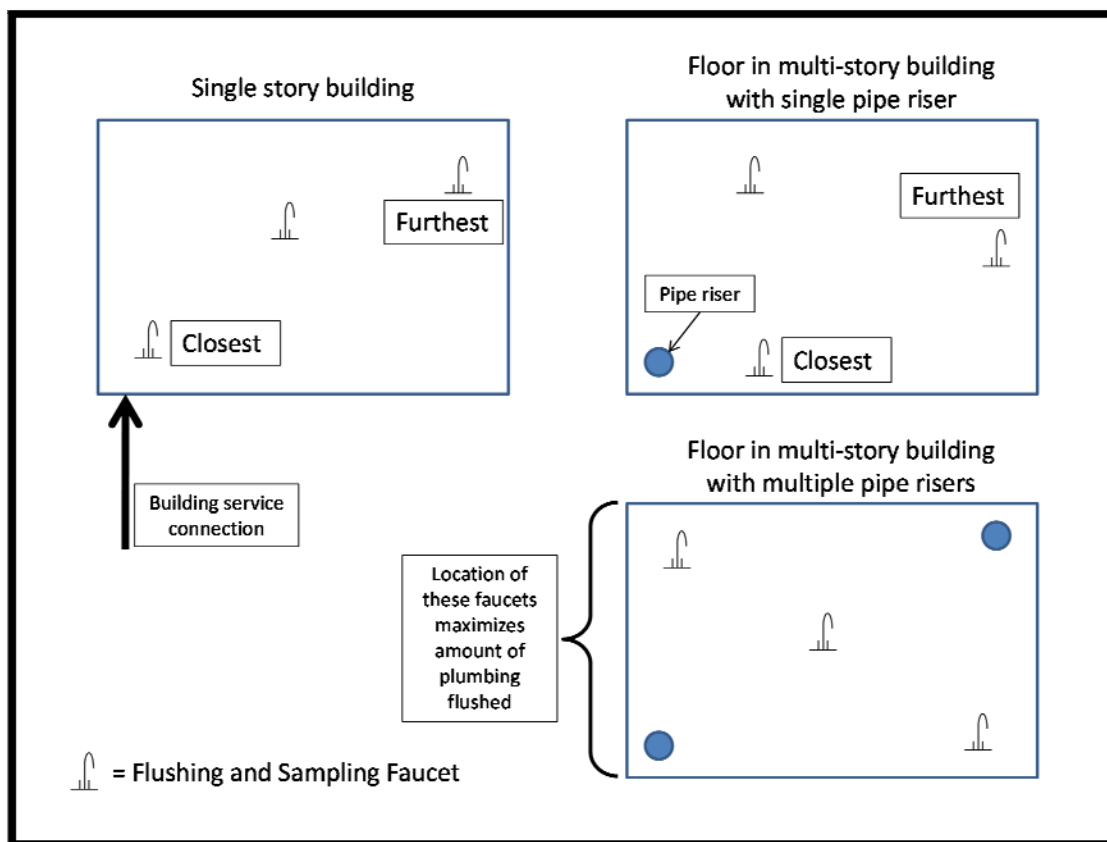 Single story building
Furthest
Closest
Building service
connection
Floor in multi-story building
with single pipe riser
Furthest
Pipe riser
Closest
Floor in multi-story building
with multiple pipe risers
Location of
these faucets
maximizes
amount of
plumbing
flushed
= Flushing and Sampling Faucet